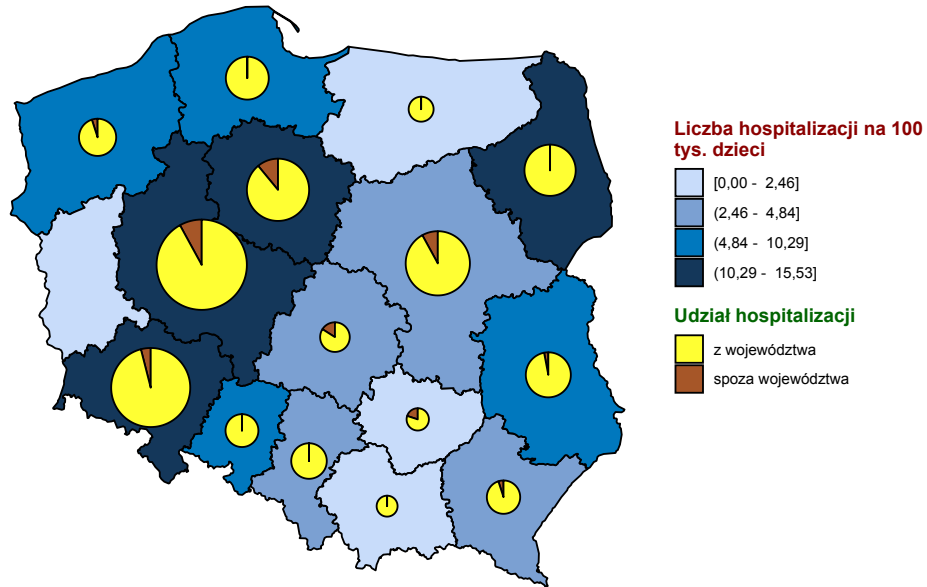 Liczba hospitalizacji na 100
tys. dzieci
[0,00 - 2,46]
(2,46 - 4,84]
(4,84 - 10,29]
(10,29 - 15,53]
Udział hospitalizacji
z województwa
spoza województwa